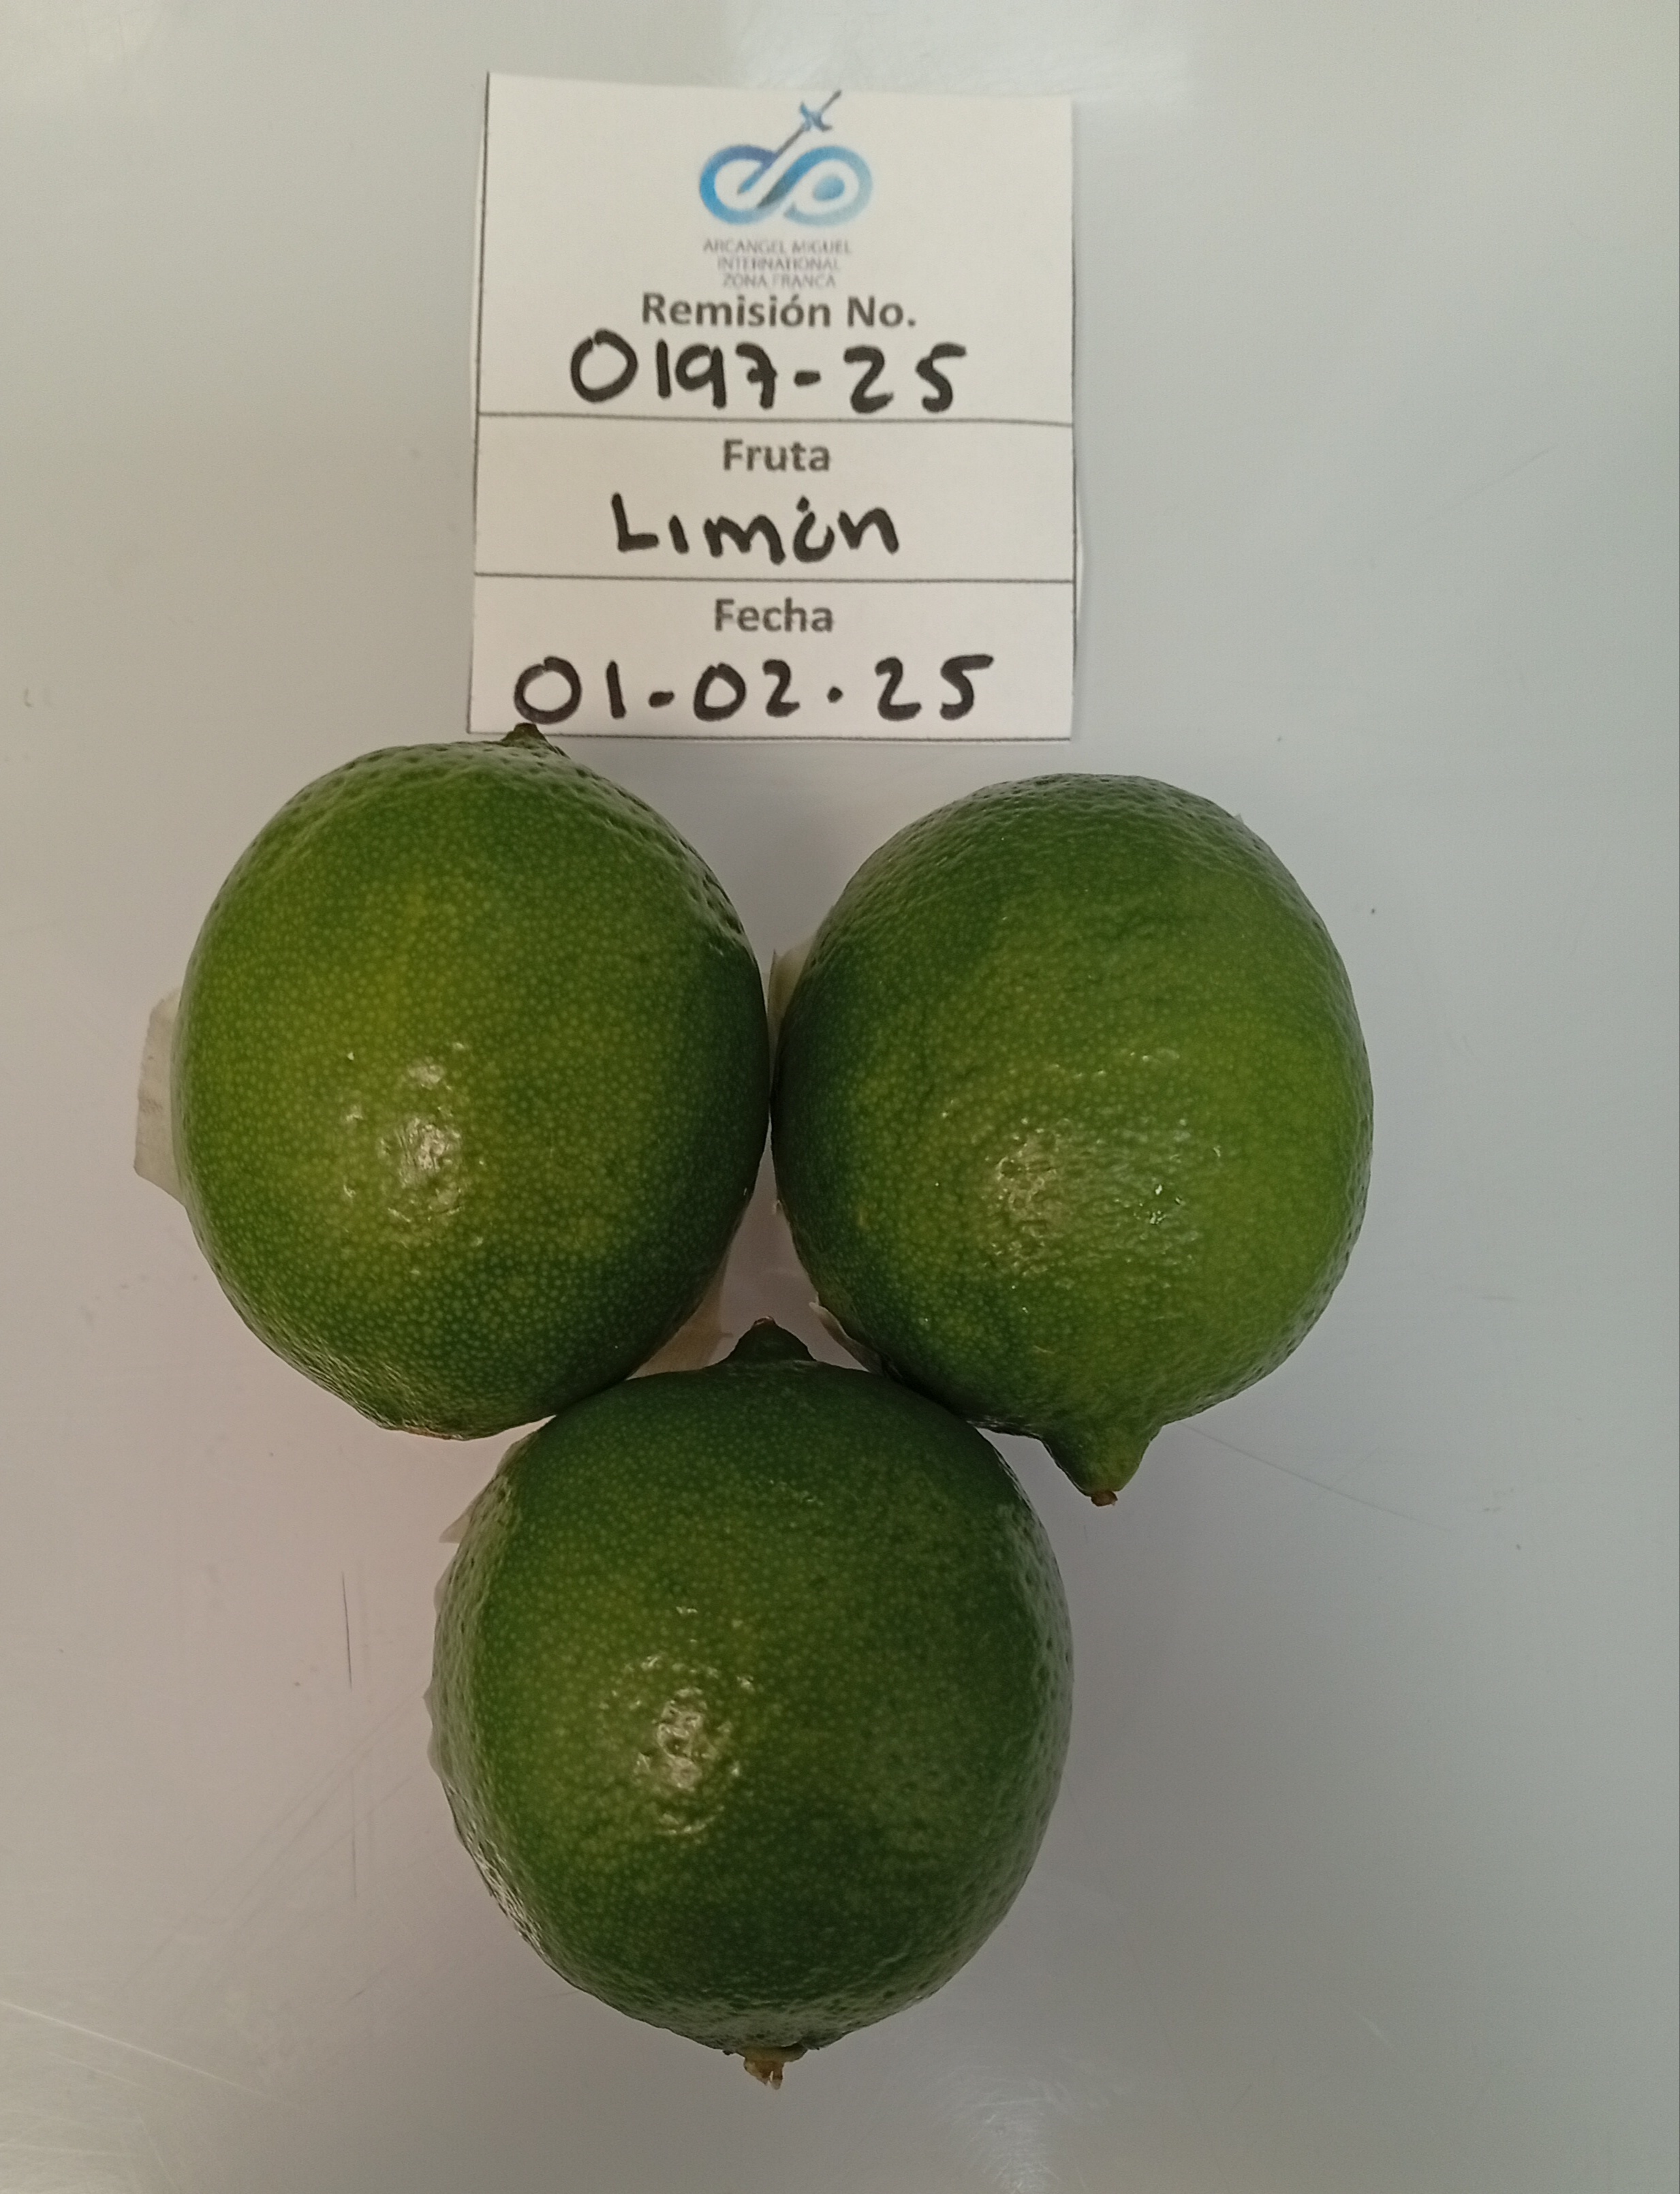 ARCANGEL MIGUEL
INTERNATIONAL
ZONA FRANCA
Remisión No.
0197-25
Fruta
Limón
Fecha
01-02-25